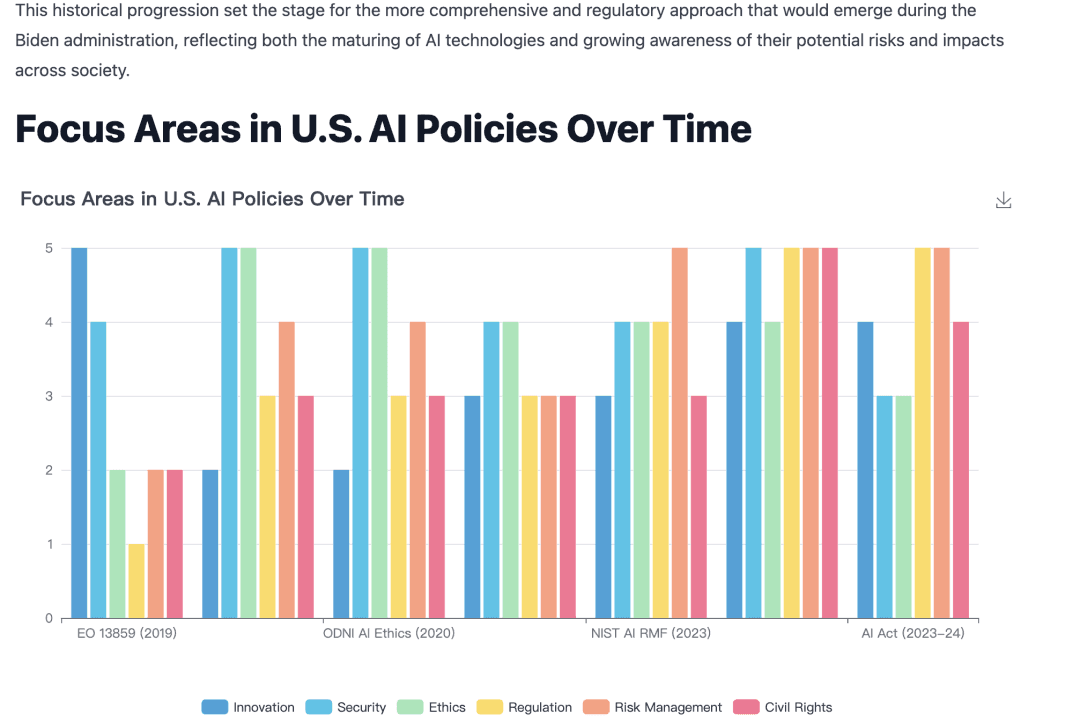 This historical progression set the stage for the more comprehensive and regulatory approach that would emerge during the
Biden administration, reflecting both the maturing of AI technologies and growing awareness of their potential risks and impacts
across society.
Focus Areas in U.S. AI Policies Over Time
Focus Areas in U.S. AI Policies Over Time
5
4
3
2
1
0
EO 13859 (2019) ODNI AI Ethics (2020) NIST AI RMF (2023) AI Act (2023–24)
Innovation Security Ethics Regulation Risk Management Civil Rights